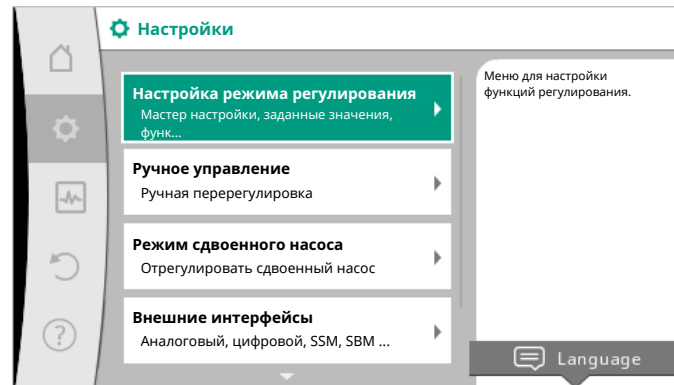 Настройки
Настройка режима регулирования
Мастер настройки, заданные значения,
функ...
Ручное управление
Ручная перерегулировка
Режим сдвоенного насоса
Отрегулировать сдвоенный насос
Внешние интерфейсы
Аналоговый, цифровой, SSM, SBM ...
Меню для настройки
функций регулирования.
Language